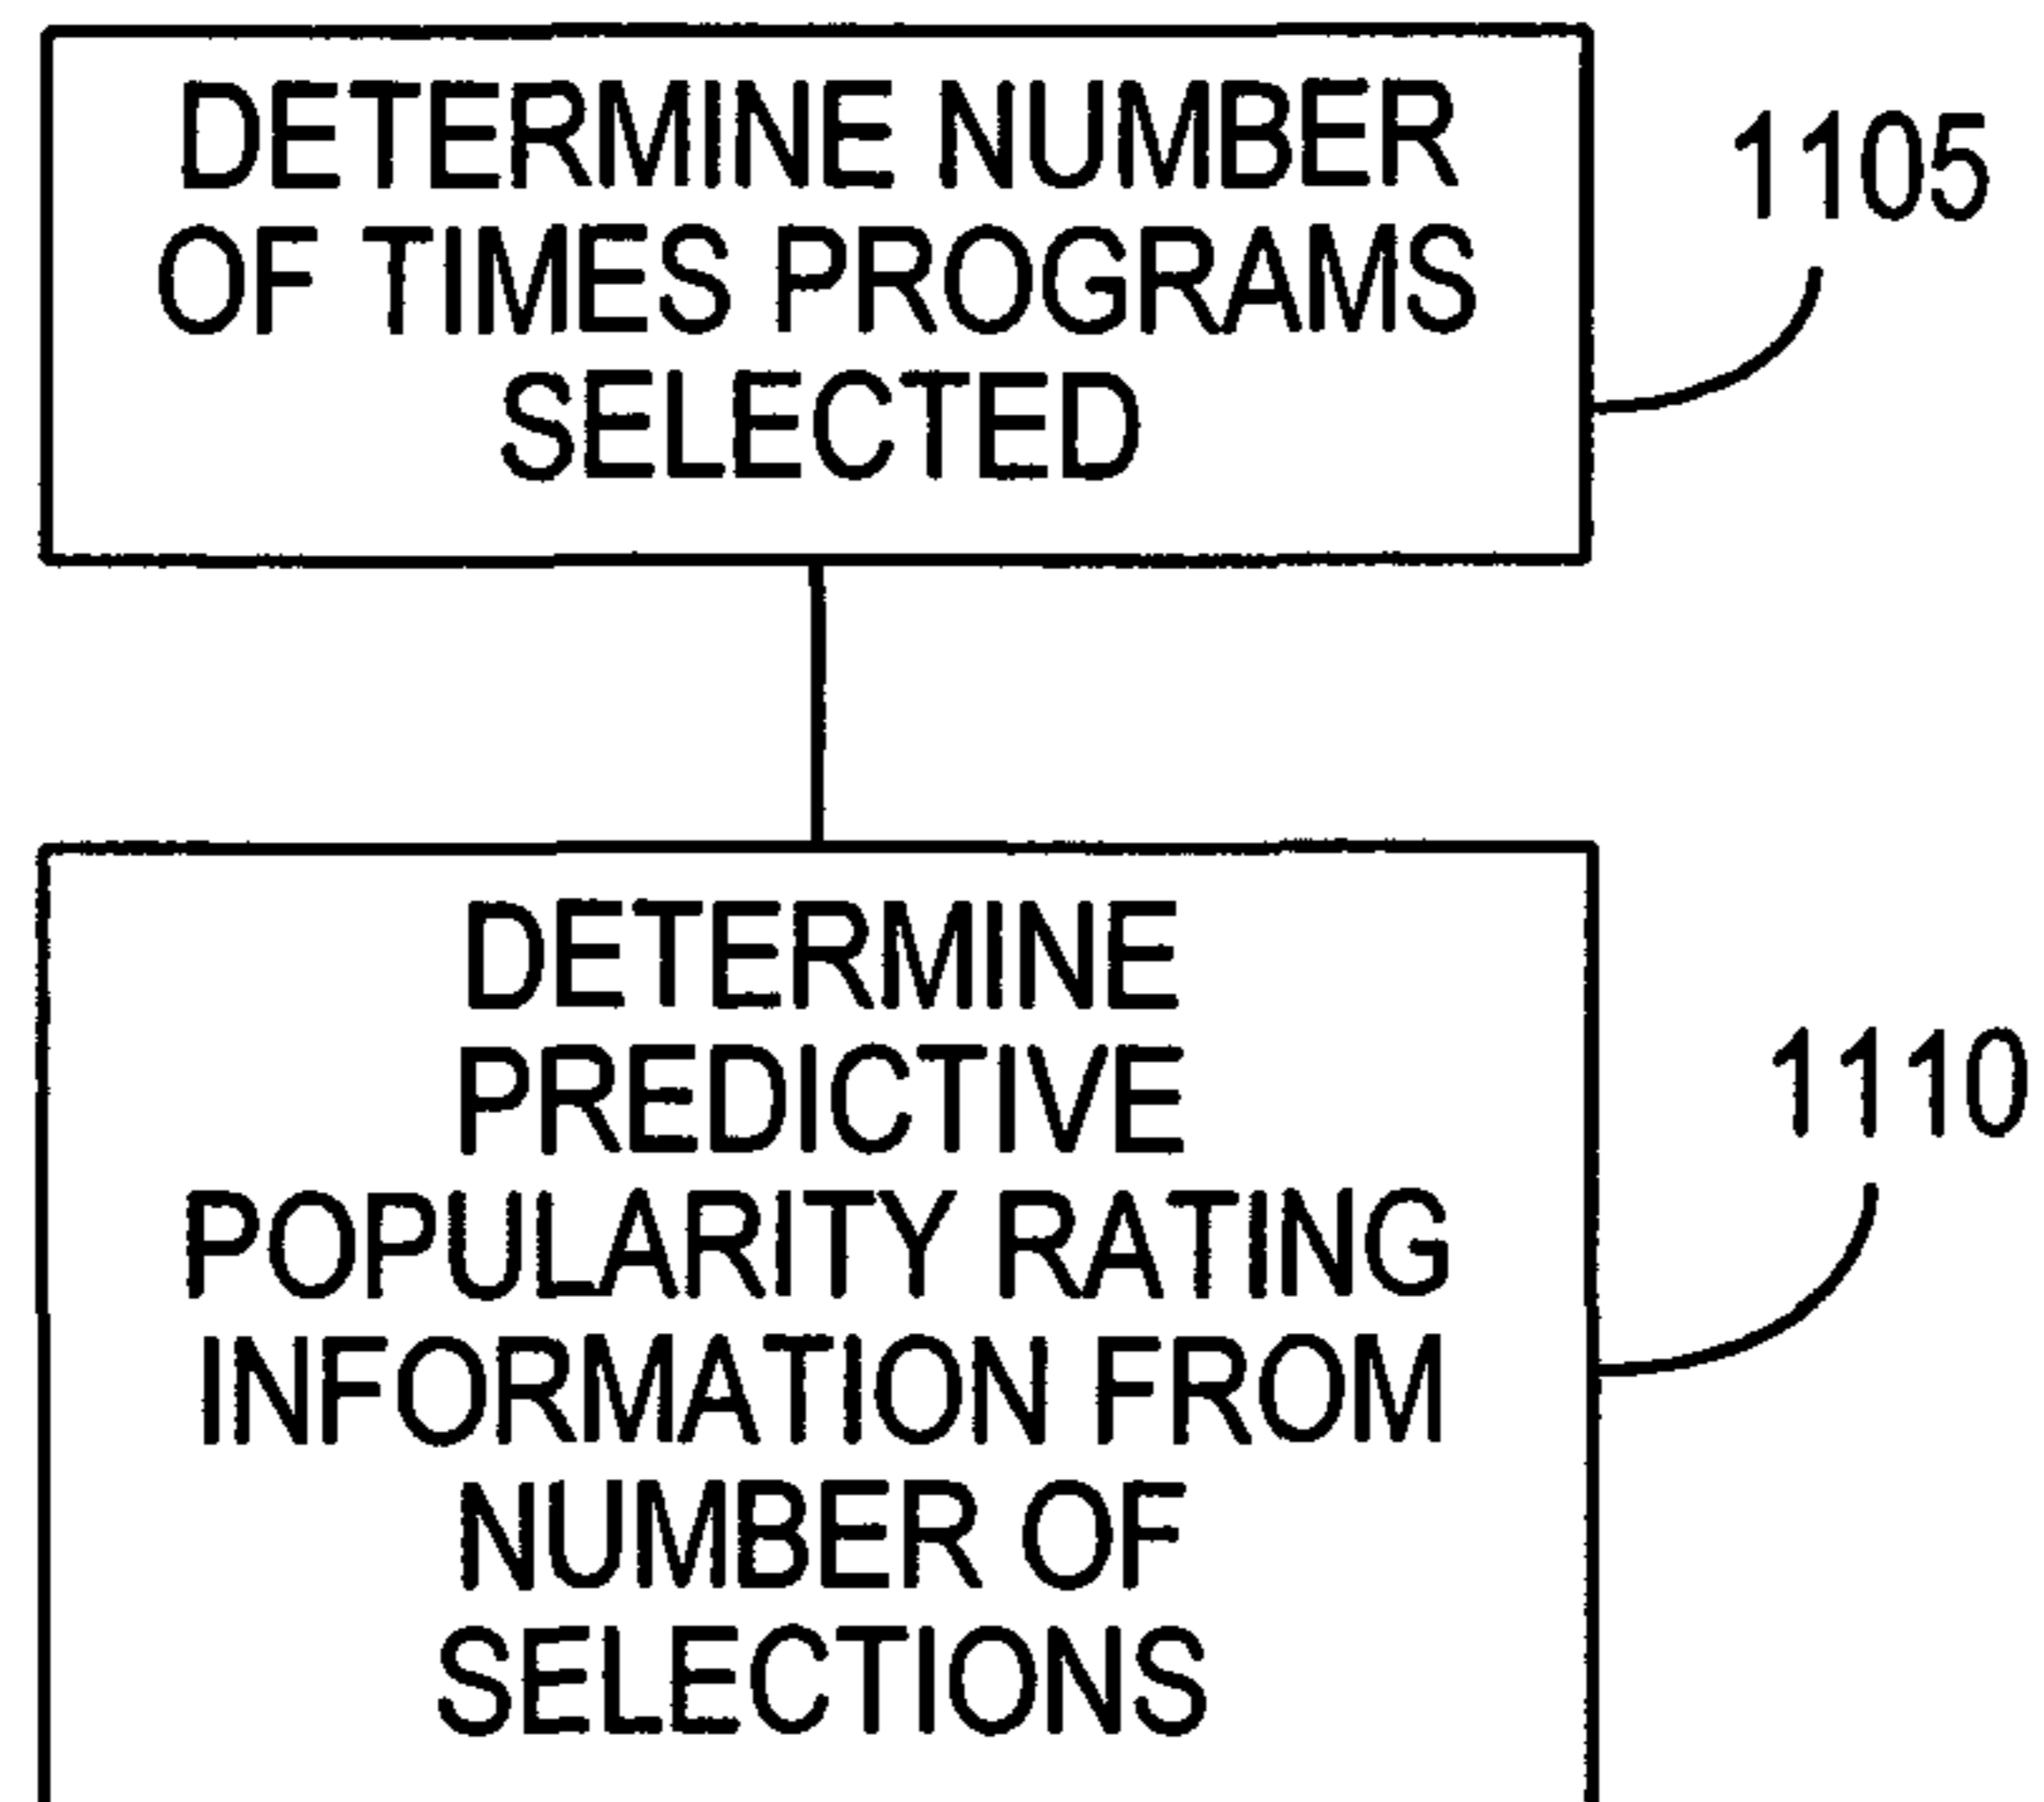 DETERMINE NUMBER
OF TIMES PROGRAMS
SELECTED
1105
DETERMINE
PREDICTIVE
POPULARITY RATING
INFORMATION FROM
NUMBER OF
SELECTIONS
1110